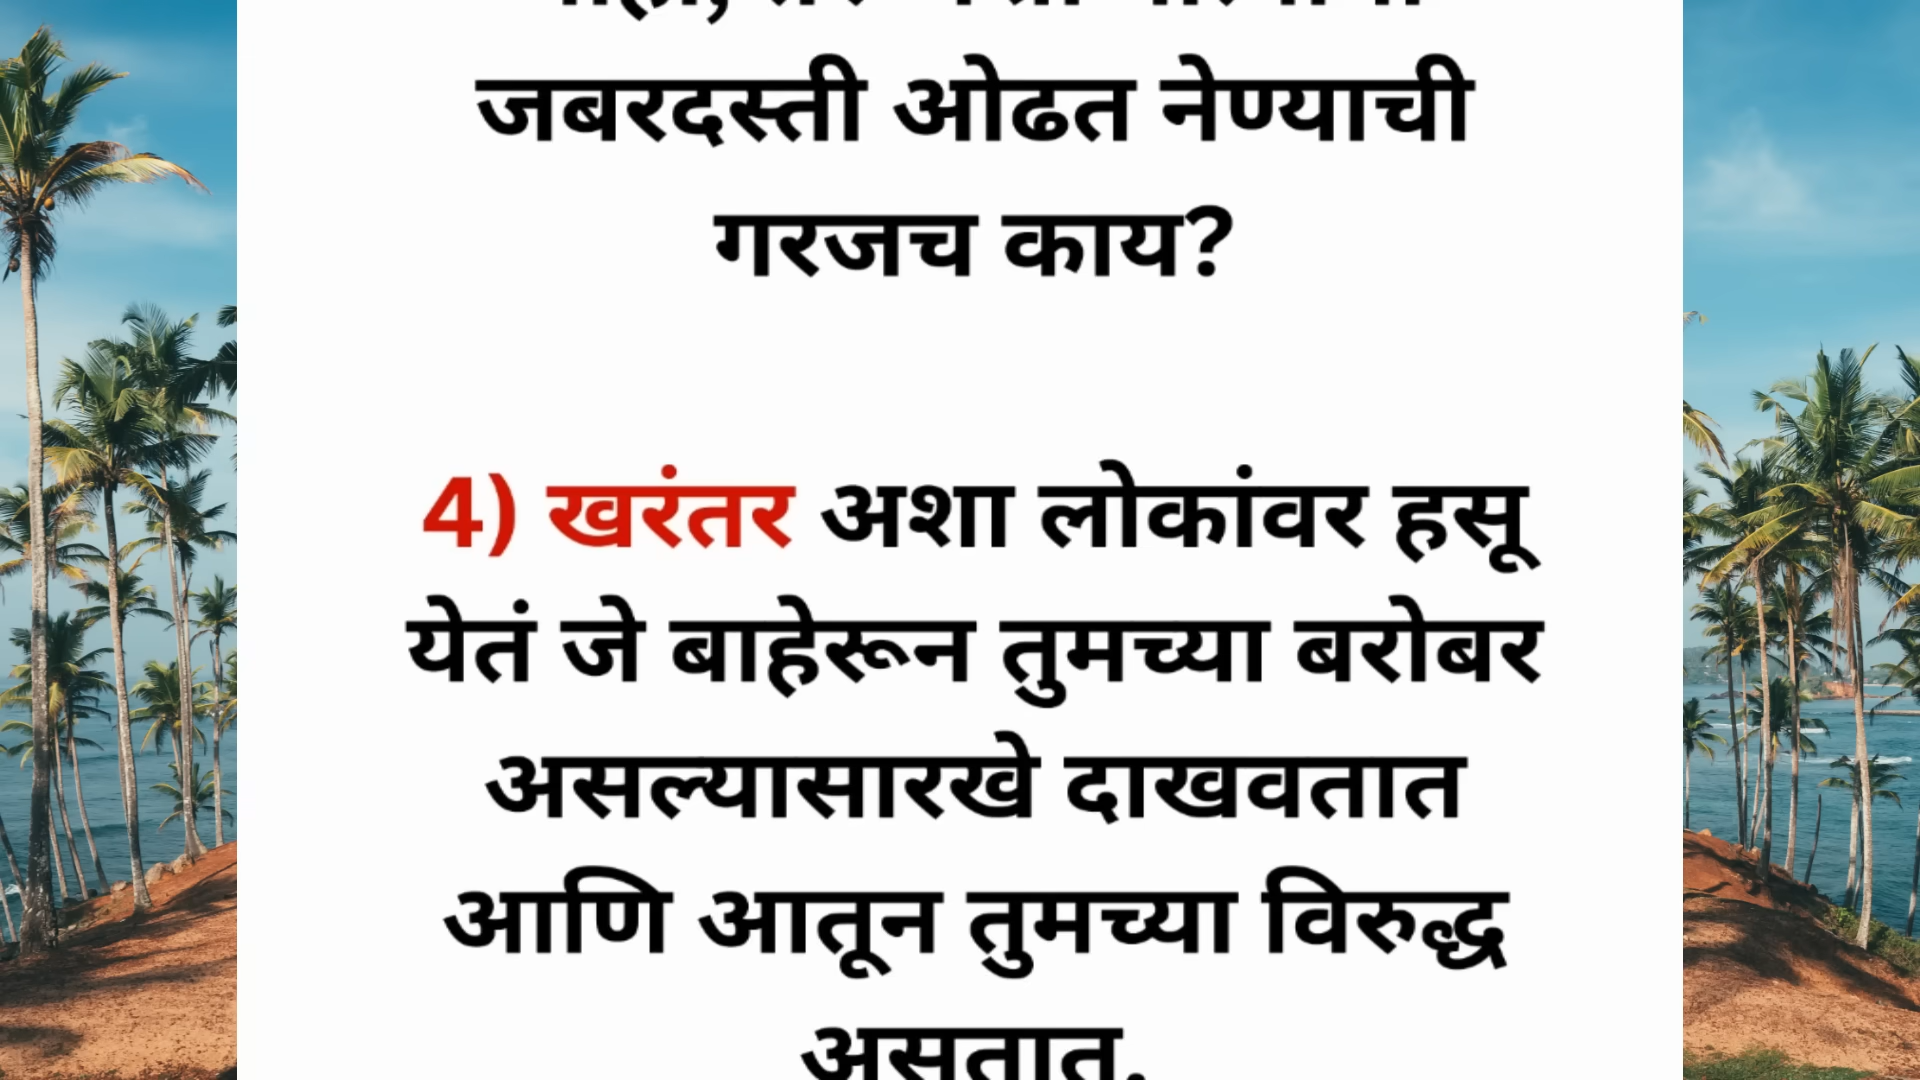 जबरदस्ती ओढत नेण्याची
गरजच काय?
4) खरंतर अशा लोकांवर हसू
येतं जे बाहेरून तुमच्या बरोबर
असल्यासारखे दाखवतात
आणि आतून तुमच्या विरुद्ध
असतात.